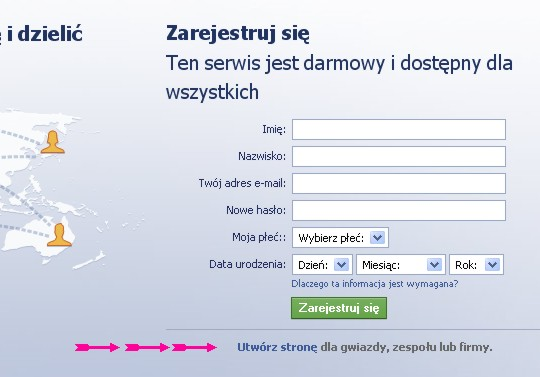 i dzielić
Zarejestruj się
Ten serwis jest darmowy i dostępny dla
wszystkich
Imię:
Nazwisko:
Twój adres e-mail:
Nowe hasło:
Moja płeć:: Wybierz płeć:
Data urodzenia: Dzień: Miesiąc: Rok:
Dlaczego ta informacja jest wymagana?
Zarejestruj się
Utwórz stronę dla gwiazdy, zespołu lub firmy.